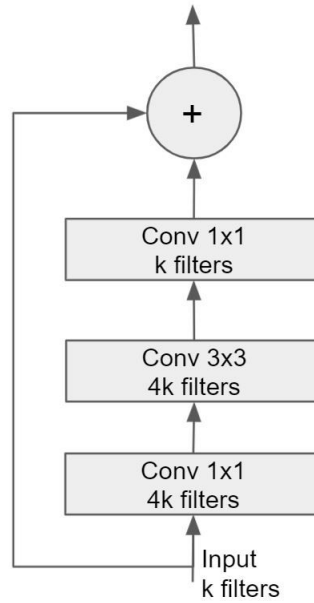 +
Conv 1x1
k filters
Conv 3x3
4k filters
Conv 1x1
4k filters
Input
k filters